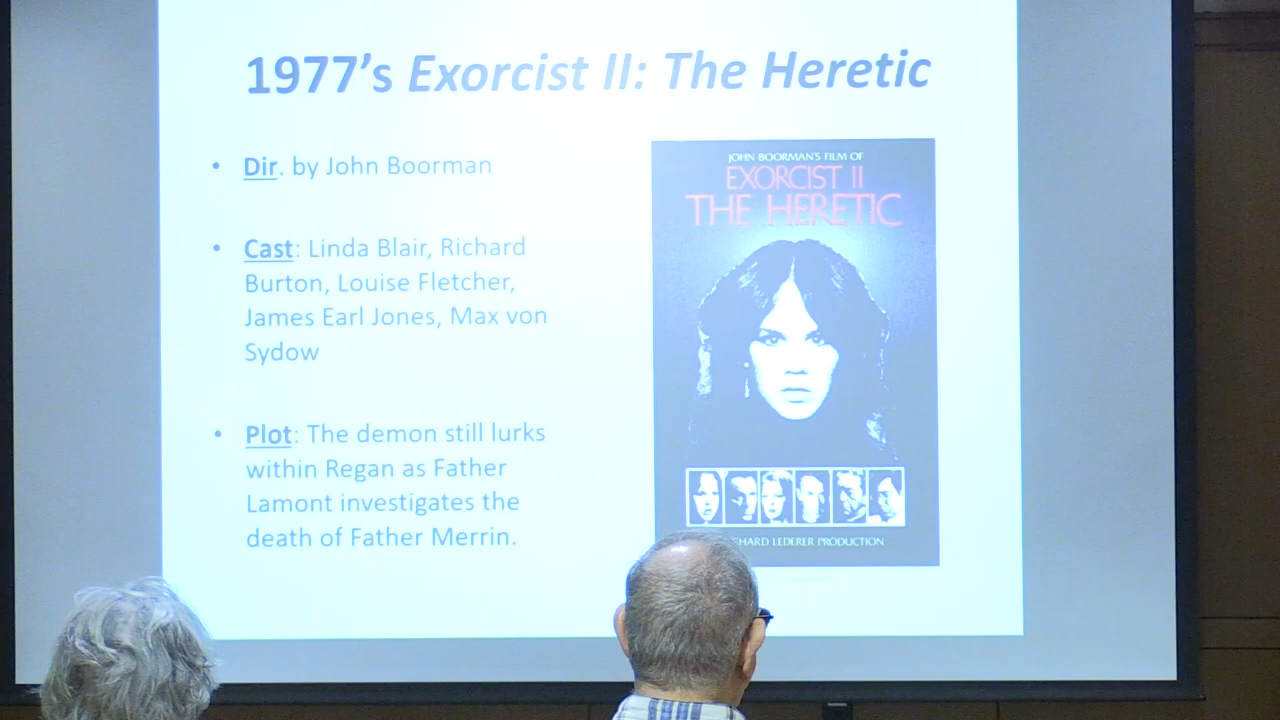 1977's Exorcist II: The Heretic
• Dir. by John Boorman
• Cast: Linda Blair, Richard
Burton, Louise Fletcher,
James Earl Jones, Max von
Sydow
• Plot: The demon still lurks
within Regan as Father
Lamont investigates the
death of Father Merrin.
JOHN BOORMAN'S FILM OF
EXORCIST II
THE HERETIC
LEDERER PRODUCTION